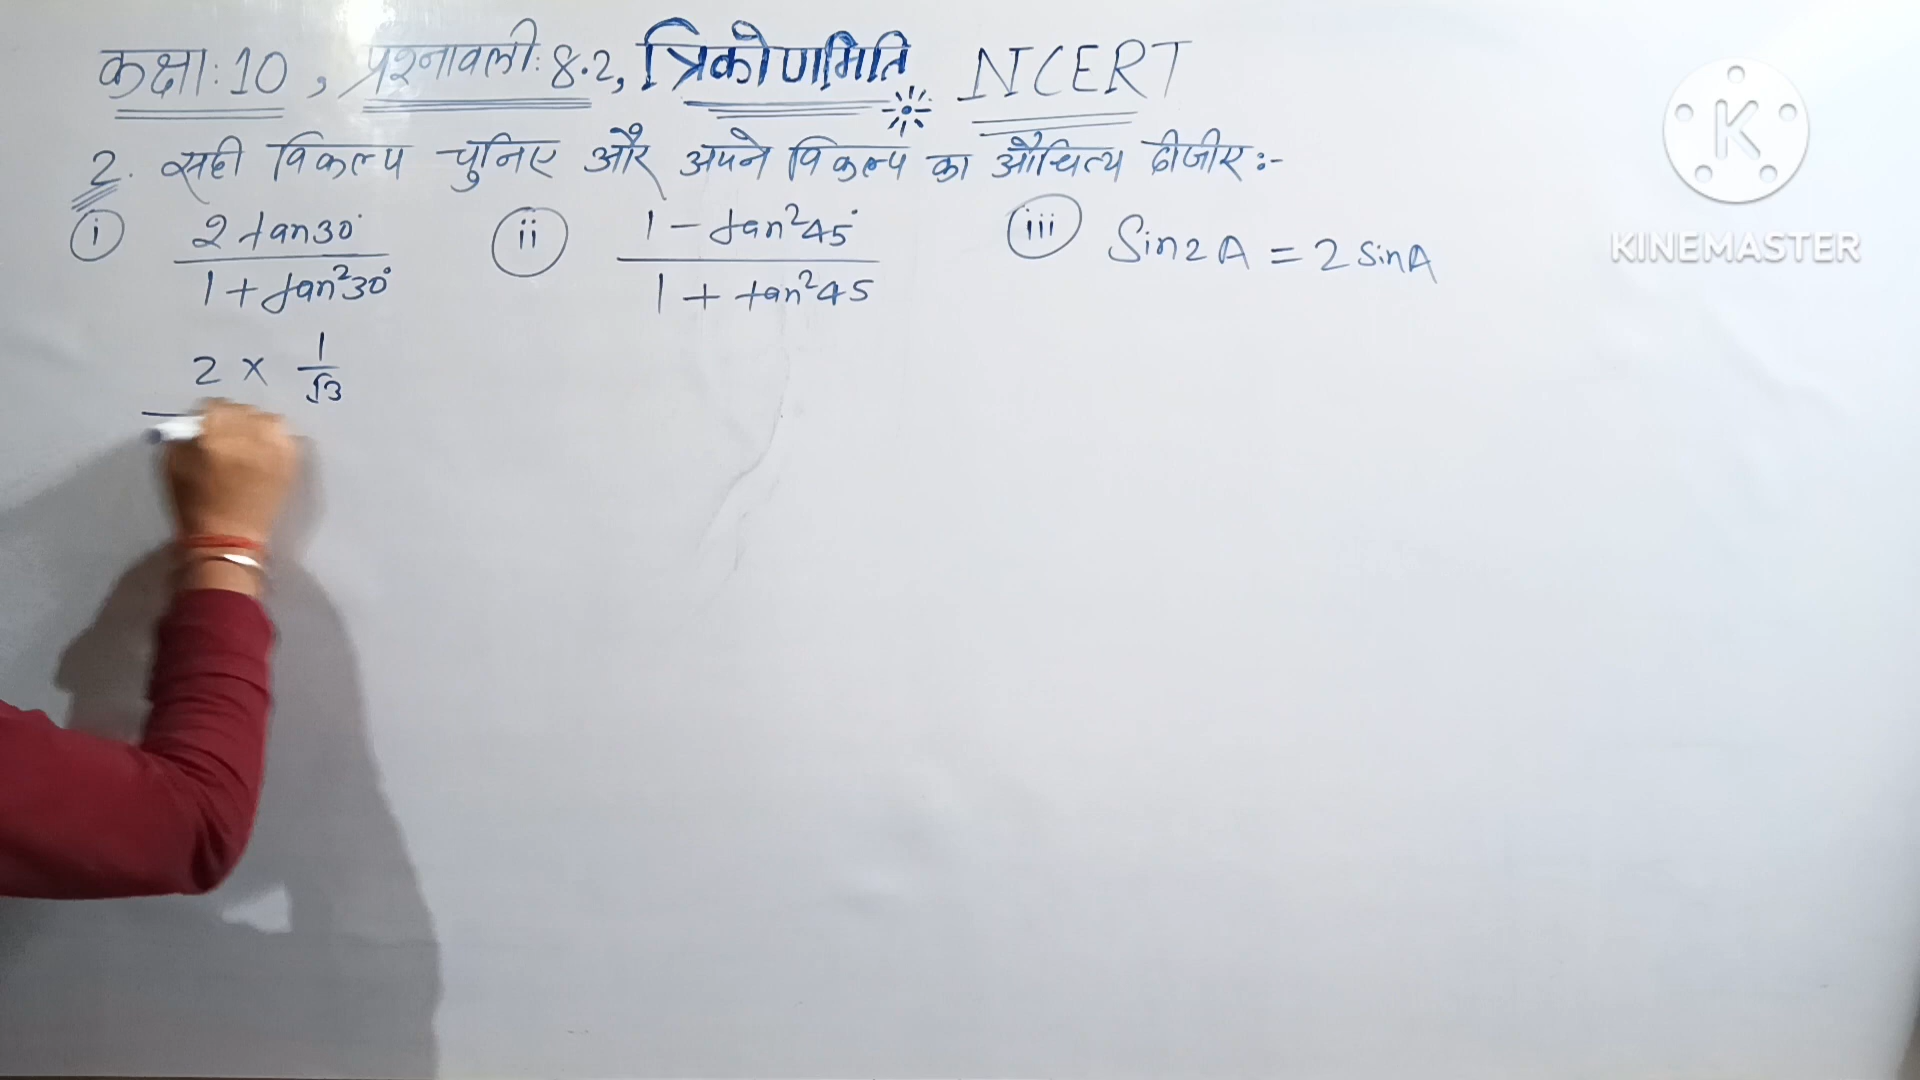 कक्षा: 10, प्रश्नावली: 8.2, त्रिकोणमिति NCERT
2. सही विकल्प चुनिए और अपने विकल्प का औचित्य दीजीए:-
i 2 tan30° / 1 + tan²30° ii 1 - tan²45° / 1 + tan²45 iii Sin2A = 2 sinA
2 × 1/√3
K
KINEMASTER